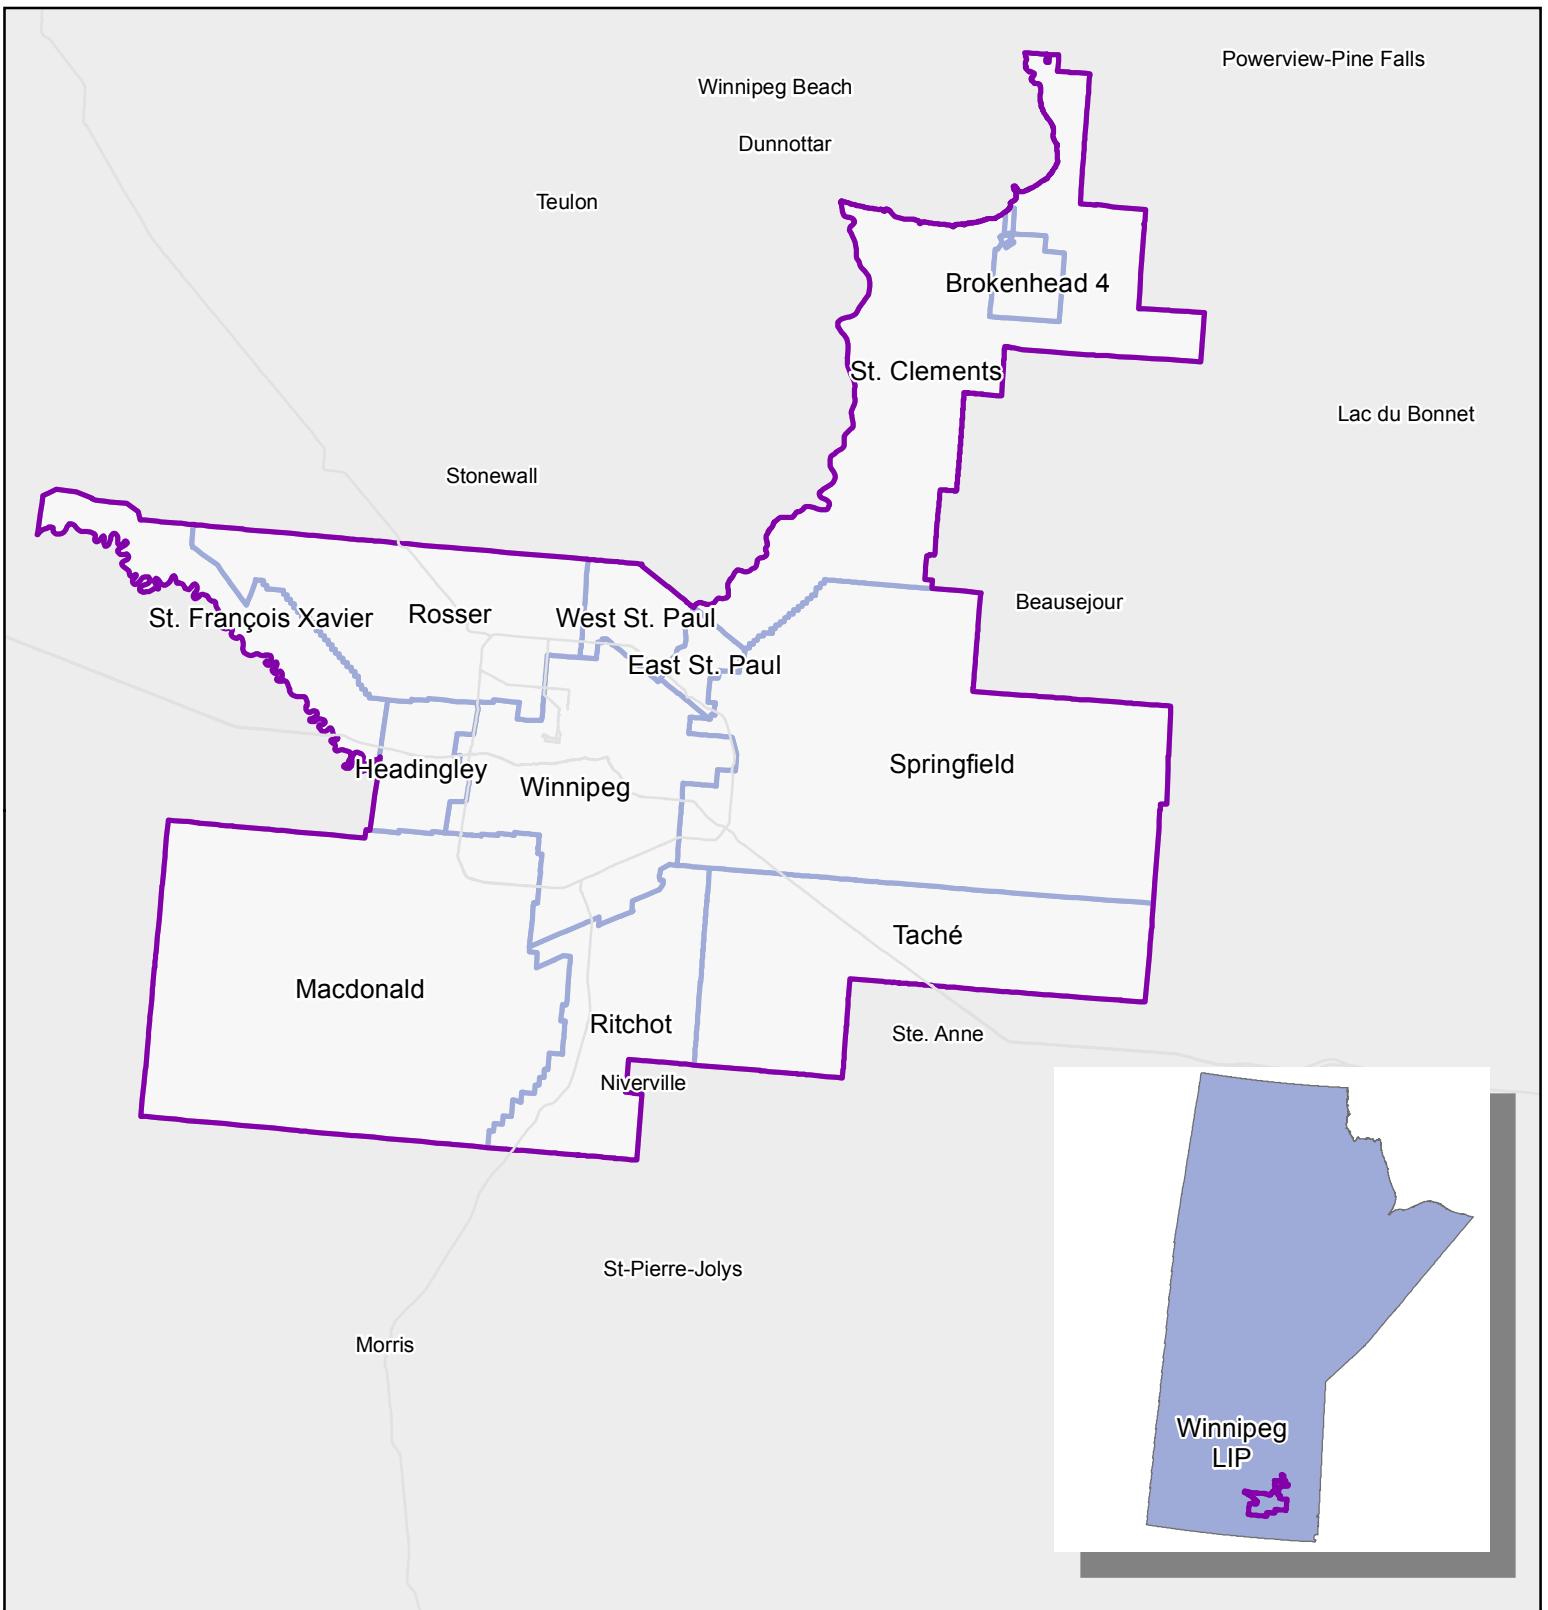 Powerview-Pine Falls
Winnipeg Beach
Dunnottar
Teulon
Brokenhead 4
St. Clements
Lac du Bonnet
Stonewall
Beausejour
St. François Xavier
Rosser
West St. Paul
East St. Paul
Headingley
Winnipeg
Springfield
Taché
Macdonald
Ritchot
Ste. Anne
Niverville
St-Pierre-Jolys
Morris
Winnipeg
LIP